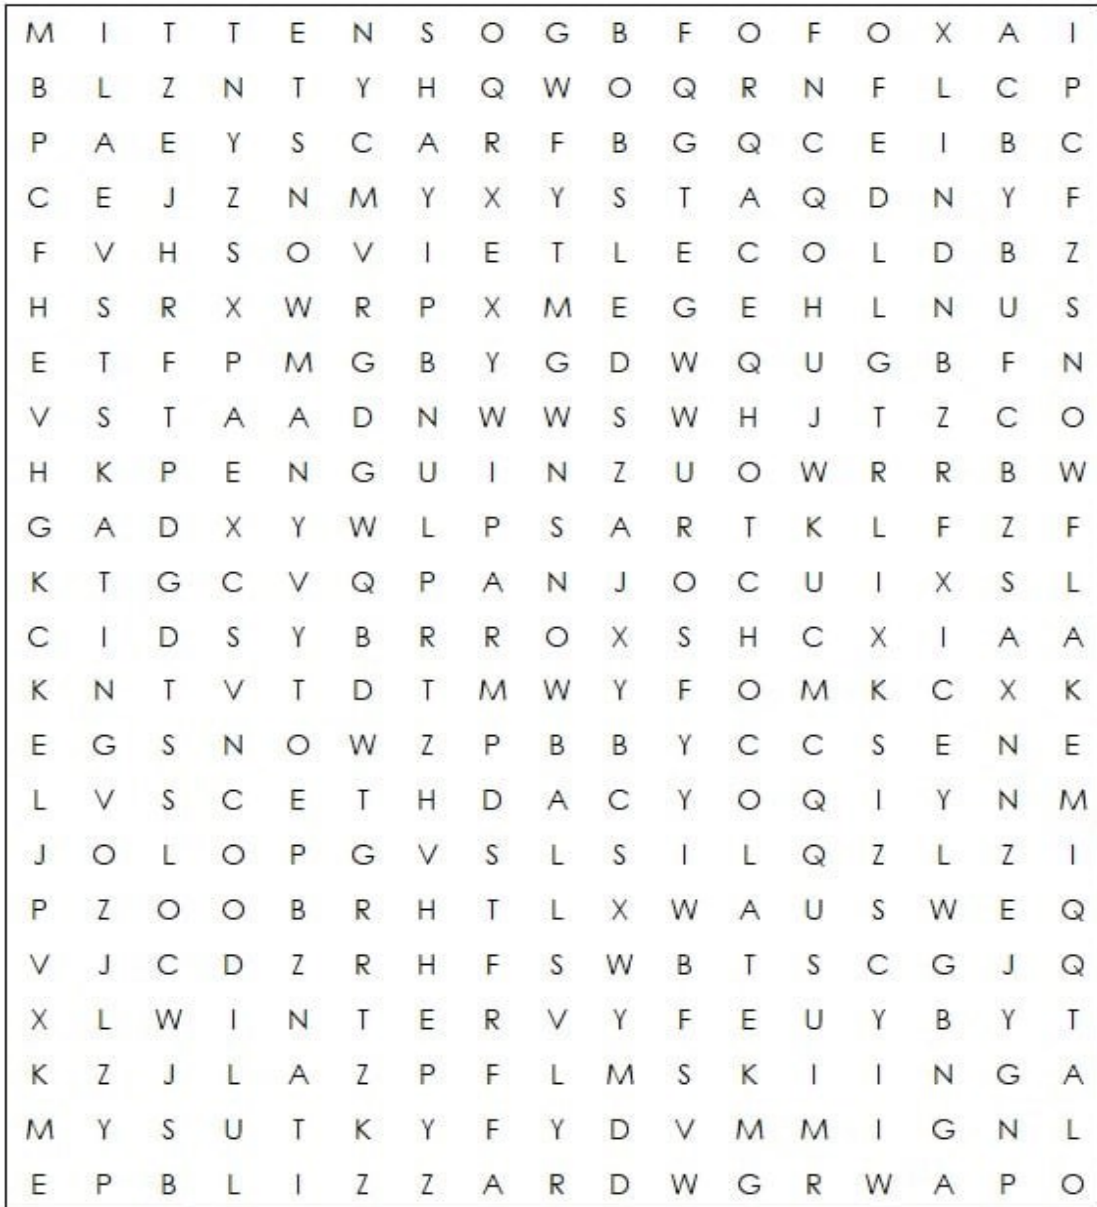 M I T T E N S O G B F O F O X A I
B L Z N T Y H Q W O Q R N F L C P
P A E Y S C A R F B G Q C E I B C
C E J Z N M Y X Y S T A Q D N Y F
F V H S O V I E T L E C O L D B Z
H S R X W R P X M E G E H L N U S
E T F P M G B Y G D W Q U G B F N
V S T A A D N W W S W H J T Z C O
H K P E N G U I N Z U O W R R B W
G A D X Y W L P S A R T K L F Z F
K T G C V Q P A N J O C U I X S L
C I D S Y B R R O X S H C X I A A
K N T V T D T M W Y F O M K C X K
E G S N O W Z P B B Y C C S E N E
L V S C E T H D A C Y O Q I Y N M
J O L O P G V S L S I L Q Z L Z I
P Z O O B R H T L X W A U S W E Q
V J C D Z R H F S W B T S C G J Q
X L W I N T E R V Y F E U Y B Y T
K Z J L A Z P F L M S K I I N G A
M Y S U T K Y F Y D V M M I G N L
E P B L I Z Z A R D W G R W A P O